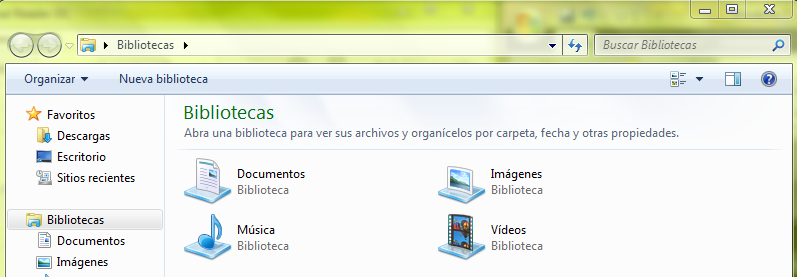 Bibliotecas
Buscar Bibliotecas
Organizar
Nueva biblioteca
Favoritos
Descargas
Escritorio
Sitios recientes
Bibliotecas
Documentos
Imágenes
Bibliotecas
Abra una biblioteca para ver sus archivos y organícelos por carpeta, fecha y otras propiedades.
Documentos
Biblioteca
Imágenes
Biblioteca
Música
Biblioteca
Vídeos
Biblioteca